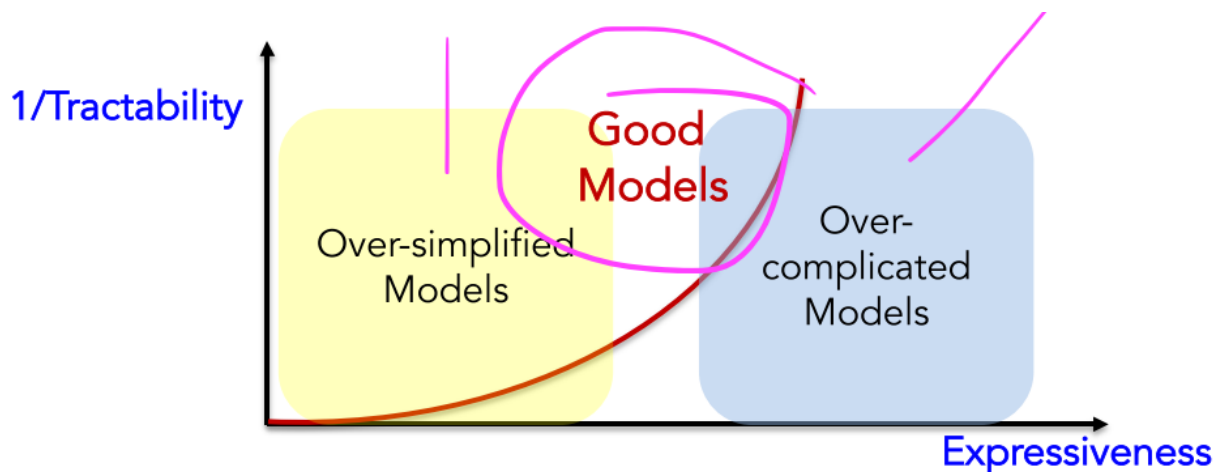 1/Tractability
Good
Models
Over-simplified
Models
Over-
complicated
Models
Expressiveness